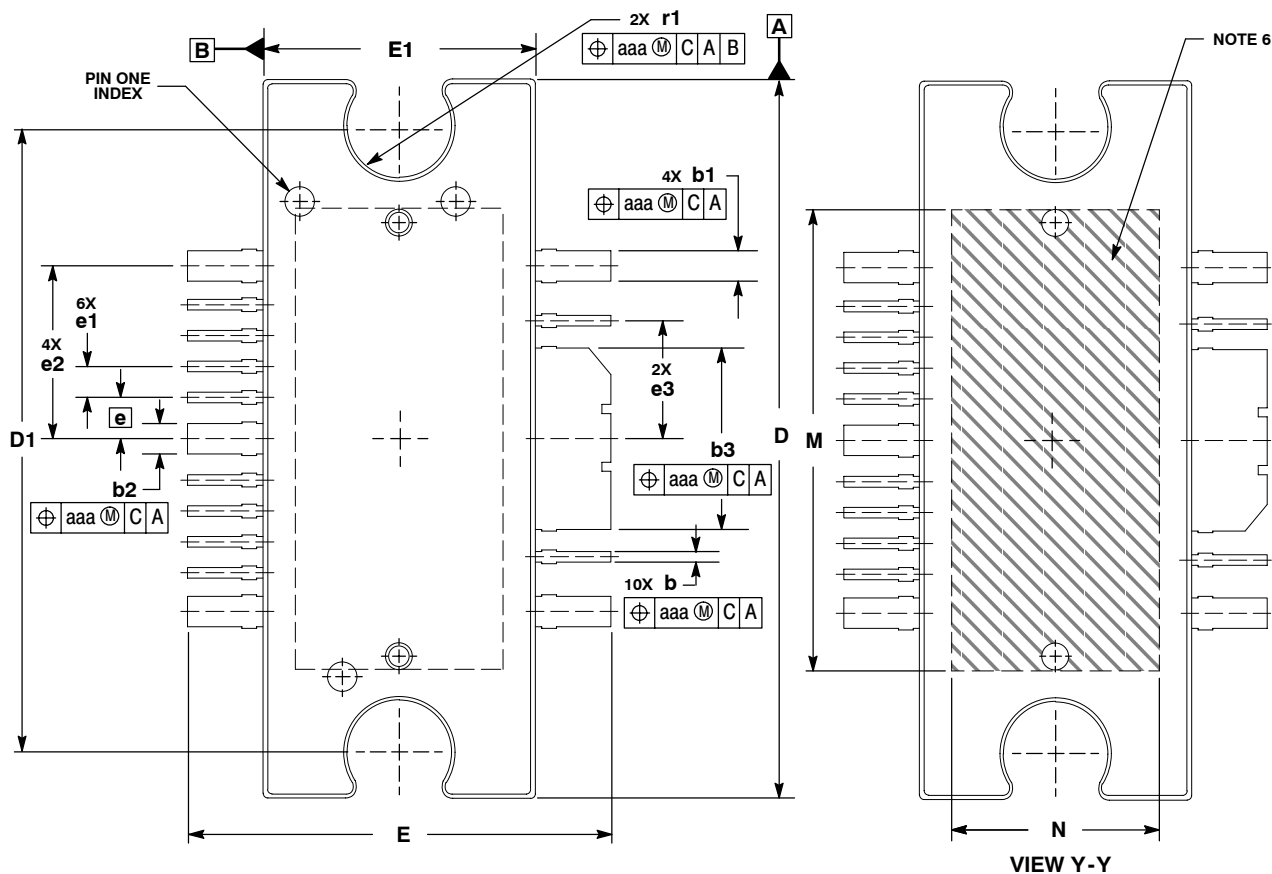 2X r1
⌖ aaa Ⓜ C A B
B
E1
A
NOTE 6
PIN ONE
INDEX
4X b1
⌖ aaa Ⓜ C A
6X
e1
4X
e2
2X
e3
e
D1
D
M
b3
⌖ aaa Ⓜ C A
b2
⌖ aaa Ⓜ C A
10X b
⌖ aaa Ⓜ C A
E
N
VIEW Y-Y